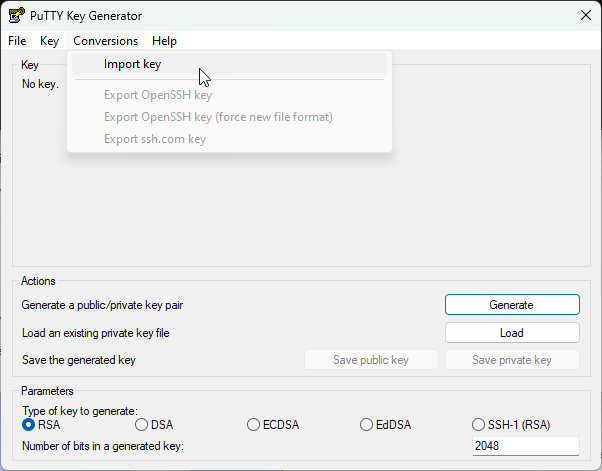 PuTTY Key Generator
File Key Conversions Help
Key
Import key
No key.
Export OpenSSH key
Export OpenSSH key (force new file format)
Export ssh.com key
Actions
Generate a public/private key pair Generate
Load an existing private key file Load
Save the generated key Save public key Save private key
Parameters
Type of key to generate:
RSA DSA ECDSA EdDSA SSH-1 (RSA)
Number of bits in a generated key: 2048